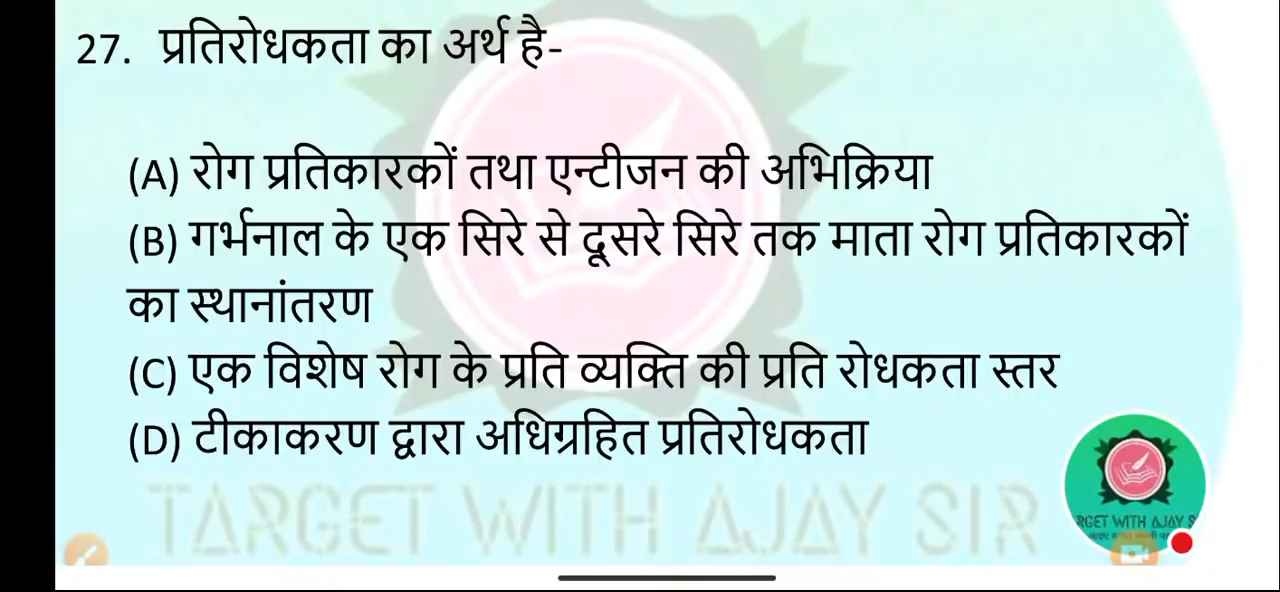 27. प्रतिरोधकता का अर्थ है-
(A) रोग प्रतिकारकों तथा एन्टीजन की अभिक्रिया
(B) गर्भनाल के एक सिरे से दूसरे सिरे तक माता रोग प्रतिकारकों
का स्थानांतरण
(C) एक विशेष रोग के प्रति व्यक्ति की प्रति रोधकता स्तर
(D) टीकाकरण द्वारा अधिग्रहित प्रतिरोधकता
TARGET WITH AJAY SIR
RGET WITH AJAY S